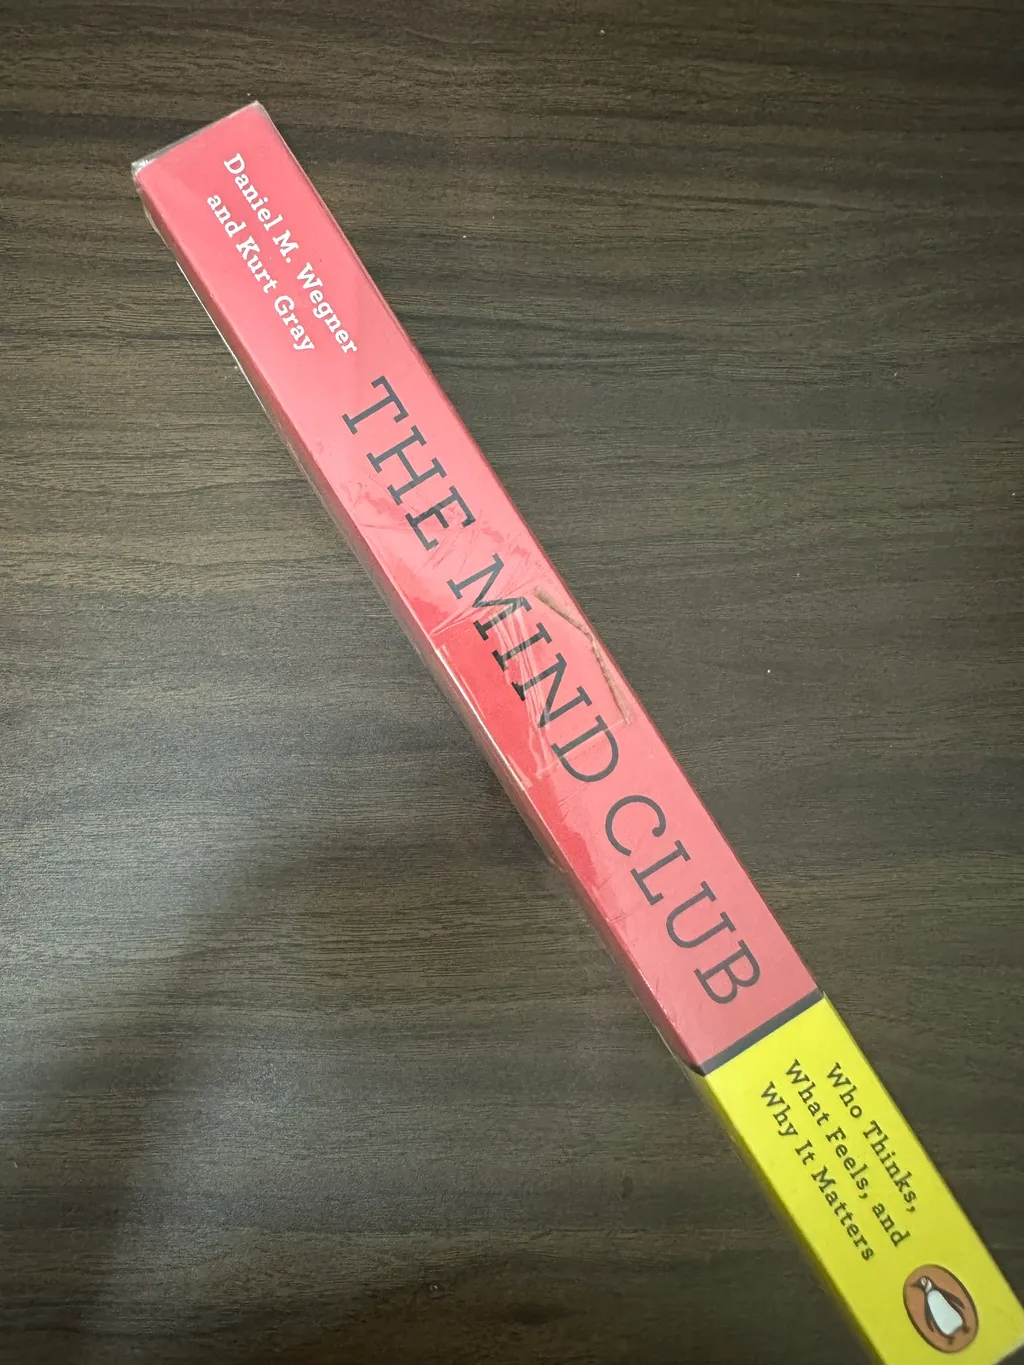 Daniel M. Wegner
and Kurt Gray
THE MIND CLUB
Who Thinks,
What Feels, and
Why It Matters